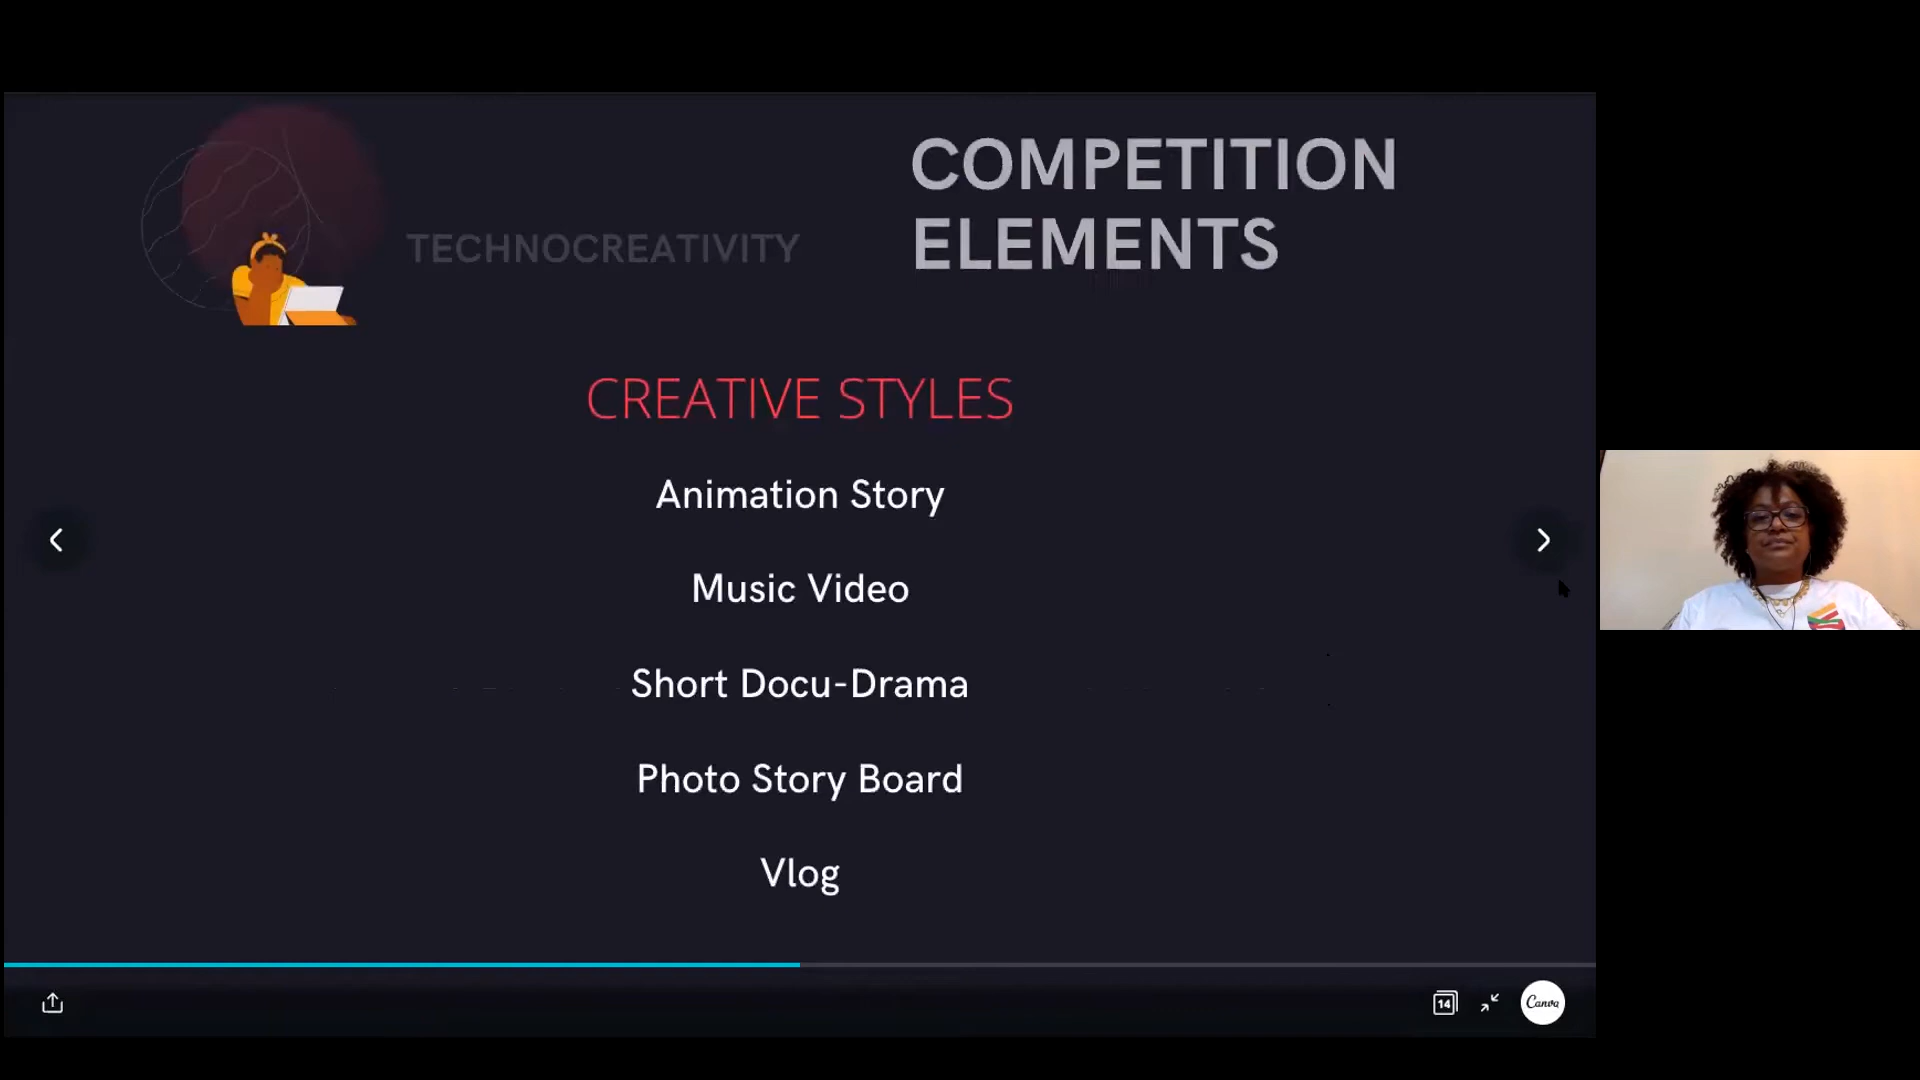 TECHNOCREATIVITY
COMPETITION
ELEMENTS
CREATIVE STYLES
Animation Story
Music Video
Short Docu-Drama
Photo Story Board
Vlog
14
Canva